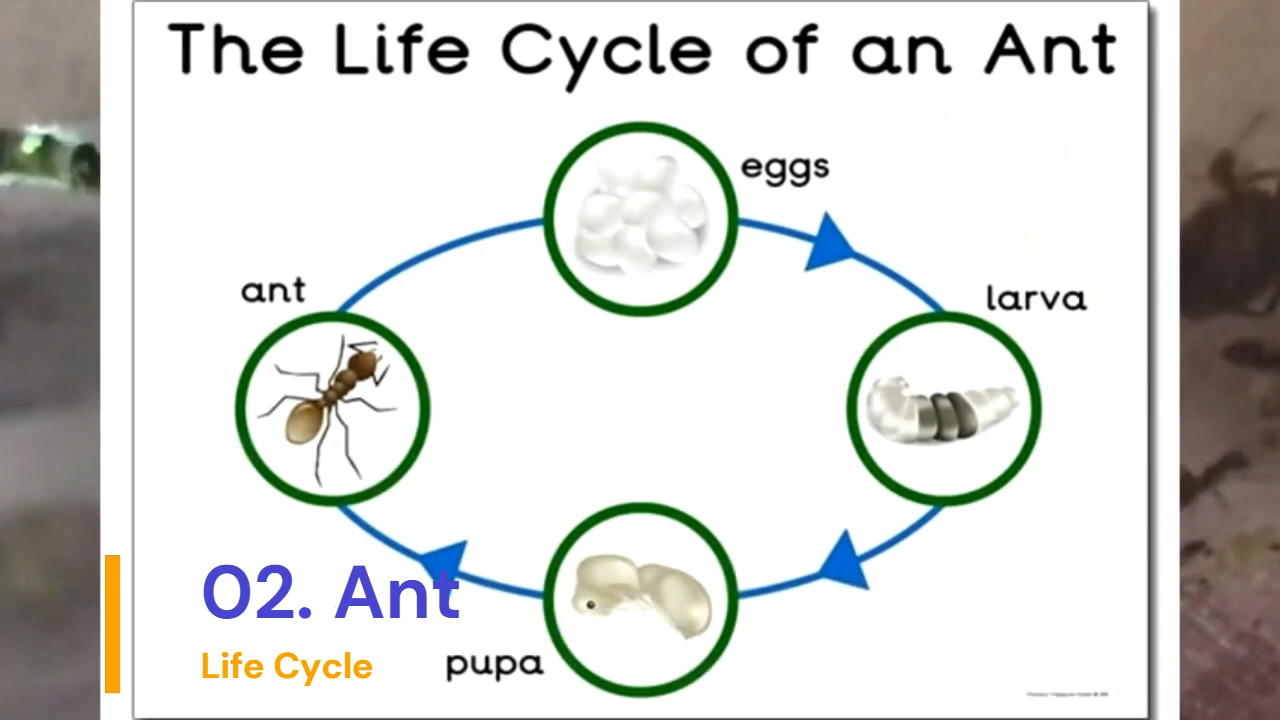 The Life Cycle of an Ant
eggs
ant
larva
02. Ant
Life Cycle
pupa